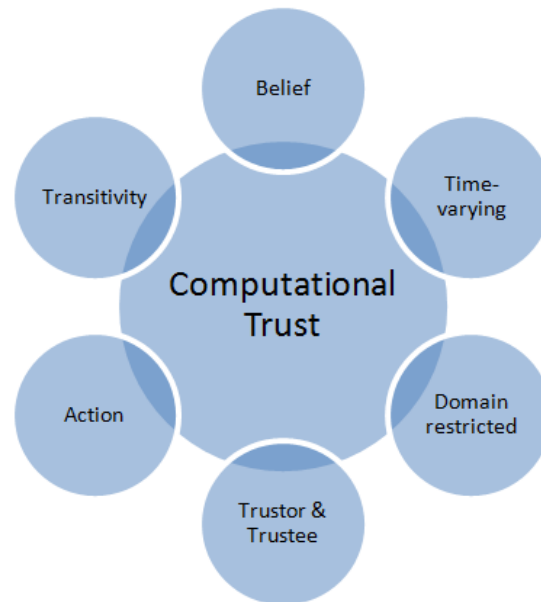 Belief
Transitivity
Time-
varying
Computational
Trust
Action
Domain
restricted
Trustor &
Trustee